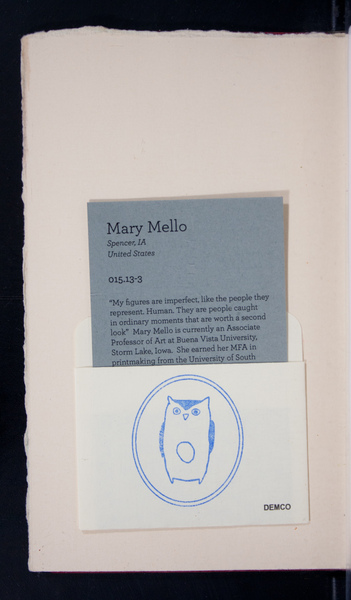 Mary Mello
Spencer, IA
United States
015.13-3
"My figures are imperfect, like the people they
represent. Human. They are people caught
in ordinary moments that are worth a second
look" Mary Mello is currently an Associate
Professor of Art at Buena Vista University,
Storm Lake, Iowa. She earned her MFA in
printmaking from the University of South
DEMCO